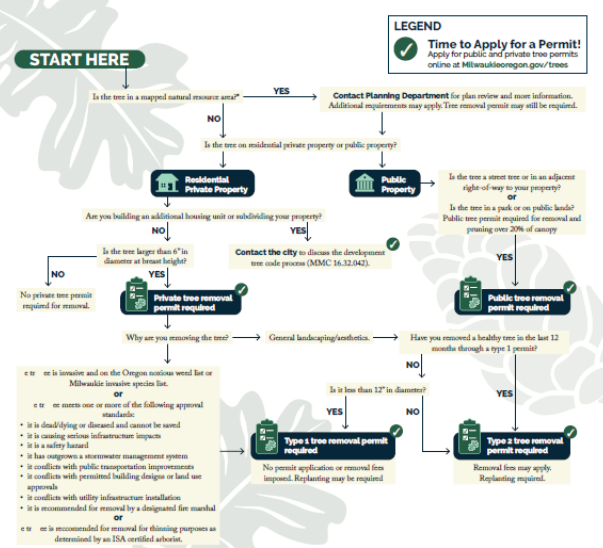 LEGEND
Time to Apply for a Permit!
Apply for public and private tree permits
online at Milwaukieoregon.gov/trees
START HERE
Is the tree in a mapped natural resource area?*
YES
Contact Planning Department for plan review and more information.
Additional requirements may apply. Tree removal permit may still be required.
NO
Is the tree on residential private property or public property?
Residential
Private Property
Public
Property
Is the tree a street tree or in an adjacent
right-of-way to your property?
or
Is the tree in a park or on public lands?
Public tree permit required for removal and
pruning over 20% of canopy
Are you building an additional housing unit or subdividing your property?
NO
YES
Is the tree larger than 6" in
diameter at breast height?
Contact the city to discuss the development
tree code process (MMC 16.32.042).
YES
NO
YES
No private tree permit
required for removal.
Private tree removal
permit required
Public tree removal
permit required
Why are you removing the tree?
General landscaping/aesthetics.
Have you removed a healthy tree in the last 12
months through a type 1 permit?
NO
e tr ee is invasive and on the Oregon noxious weed list or
Milwaukie invasive species list.
or
e tr ee meets one or more of the following approval
standards:
• it is dead/dying or diseased and cannot be saved
• it is causing serious infrastructure impacts
• it is a safety hazard
• it has outgrown a stormwater management system
• it conflicts with public transportation improvements
• it conflicts with permitted building designs or land use
approvals
• it conflicts with utility infrastructure installation
• it is recommended for removal by a designated fire marshal
or
e tr ee is reccomended for removal for thinning purposes as
determined by an ISA certified arborist.
Is it less than 12" in diameter?
YES
NO
YES
Type 1 tree removal permit
required
Type 2 tree removal permit
required
No permit application or removal fees
imposed. Replanting may be required
Removal fees may apply.
Replanting required.